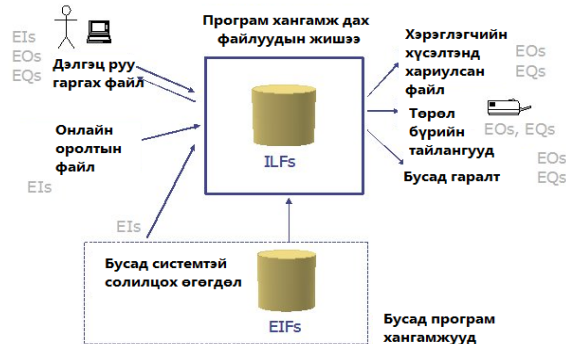 Програм хангамж дах
файлуудын жишээ
EIs
EOs
EQs
Дэлгэц руу
гаргах файл
Онлайн
оролтын
файл
EIs
ILFs
Хэрэглэгчийн
хүсэлтэнд
хариулсан
файл
EOs
EQs
Төрөл
бүрийн
тайлангууд
EOs, EQs
Бусад гаралт
EOs
EQs
EIs
Бусад системтэй
солилцох өгөгдөл
EIFs
Бусад програм
хангамжууд